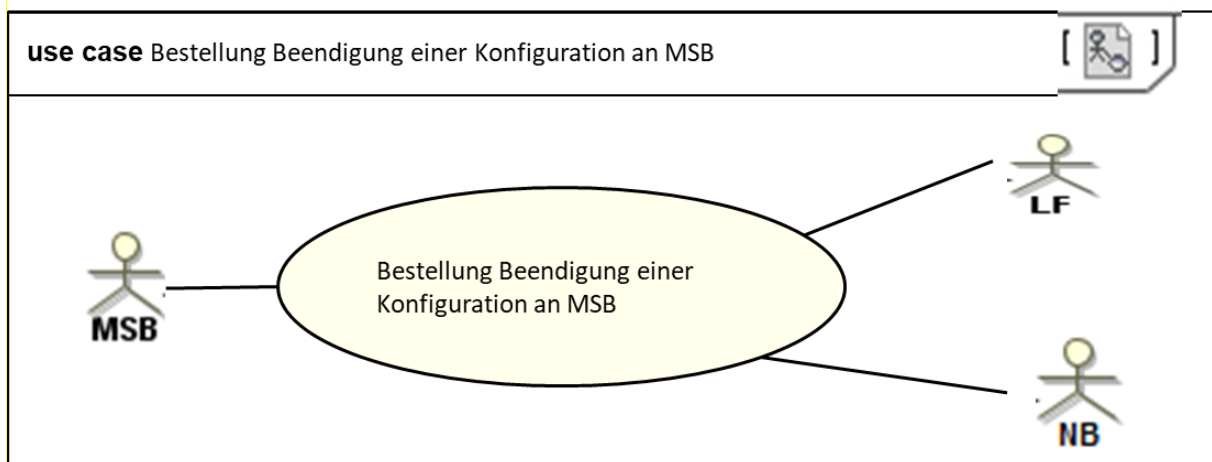 use case Bestellung Beendigung einer Konfiguration an MSB [ ]
LF
Bestellung Beendigung einer
Konfiguration an MSB
MSB
NB